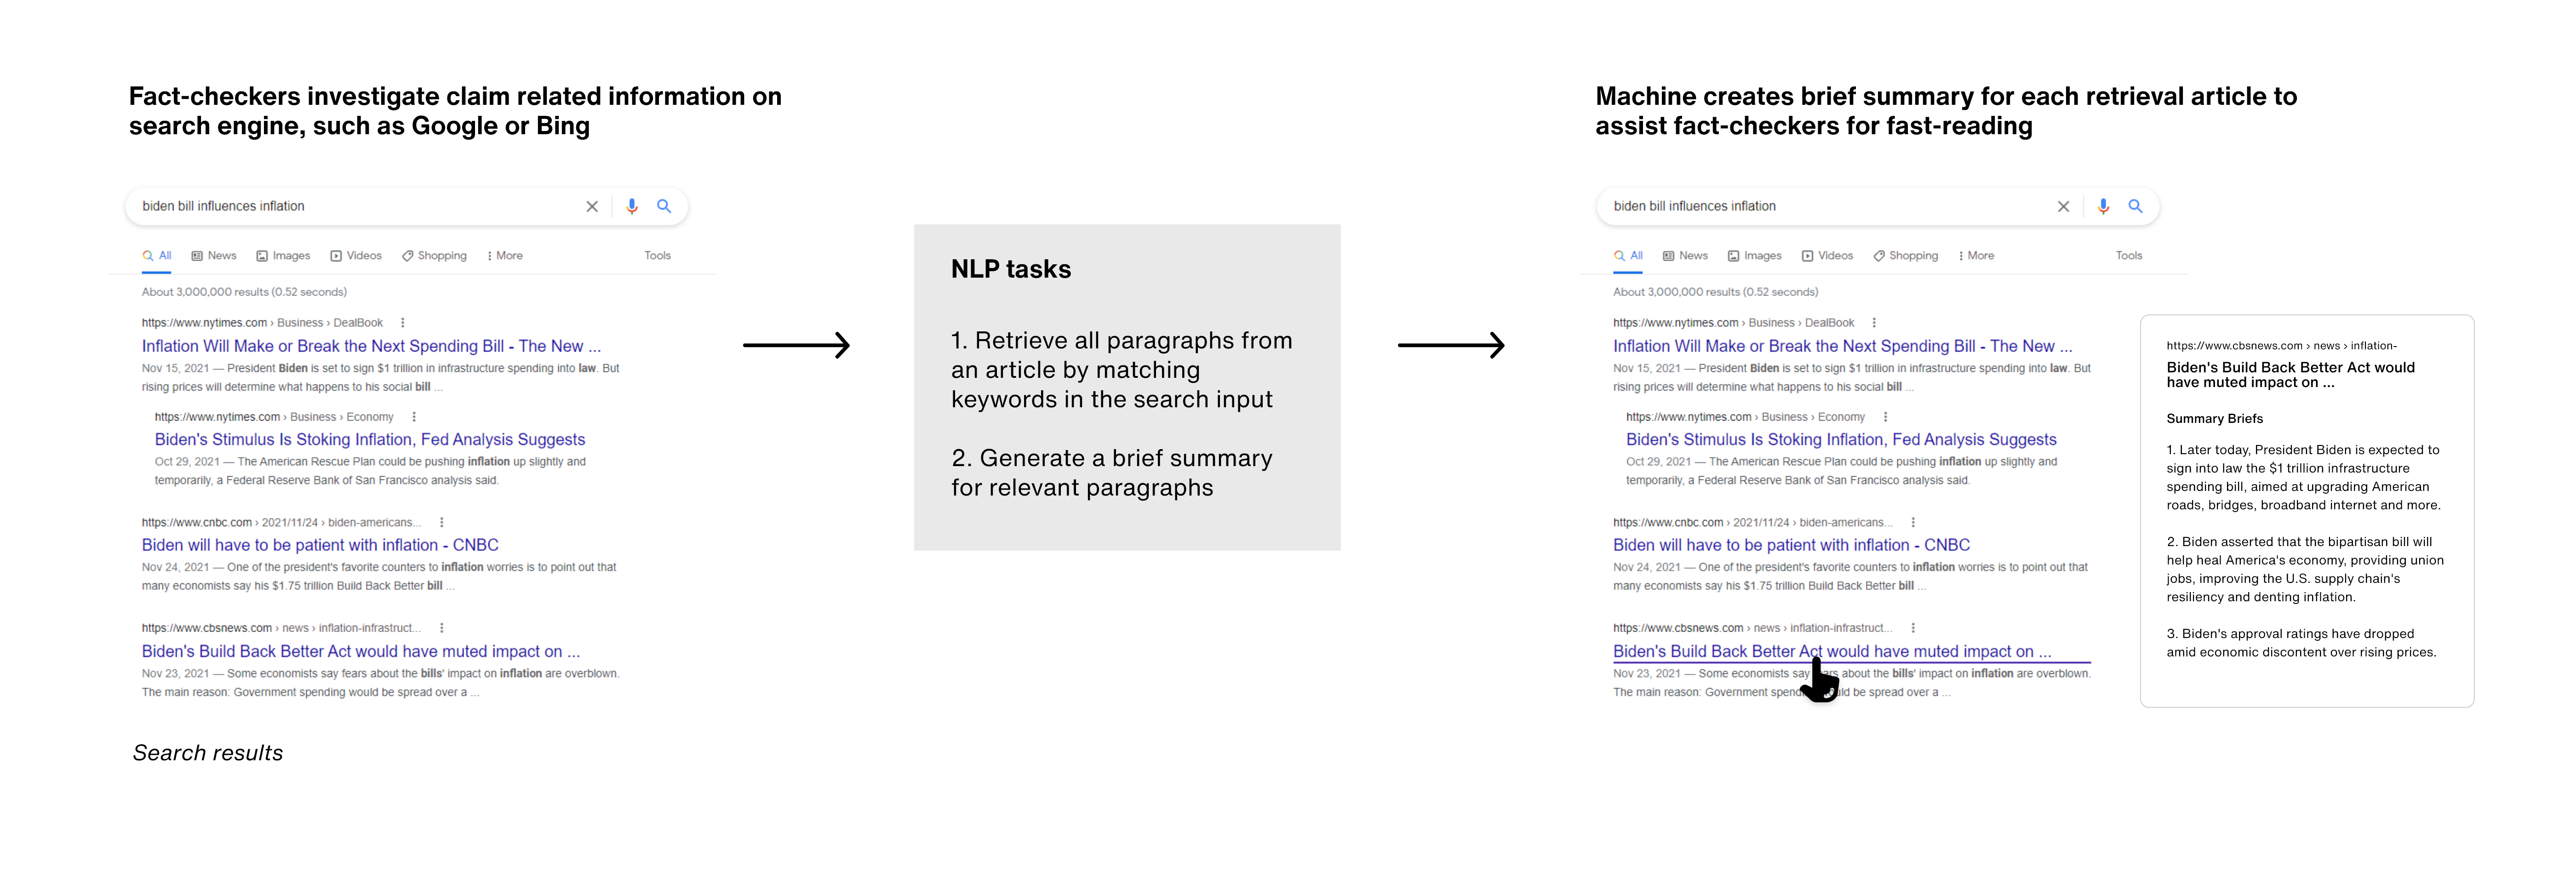 Fact-checkers investigate claim related information on
search engine, such as Google or Bing
biden bill influences inflation
All News Images Videos Shopping More Tools
About 3,000,000 results (0.52 seconds)
https://www.nytimes.com › Business › DealBook
Inflation Will Make or Break the Next Spending Bill - The New ...
Nov 15, 2021 — President Biden is set to sign $1 trillion in infrastructure spending into law. But
rising prices will determine what happens to his social bill ...
https://www.nytimes.com › Business › Economy
Biden's Stimulus Is Stoking Inflation, Fed Analysis Suggests
Oct 29, 2021 — The American Rescue Plan could be pushing inflation up slightly and
temporarily, a Federal Reserve Bank of San Francisco analysis said.
https://www.cnbc.com › 2021/11/24 › biden-americans...
Biden will have to be patient with inflation - CNBC
Nov 24, 2021 — One of the president's favorite counters to inflation worries is to point out that
many economists say his $1.75 trillion Build Back Better bill ...
https://www.cbsnews.com › news › inflation-infrastruct...
Biden's Build Back Better Act would have muted impact on ...
Nov 23, 2021 — Some economists say fears about the bills' impact on inflation are overblown.
The main reason: Government spending would be spread over a ...
Search results
NLP tasks
1. Retrieve all paragraphs from
an article by matching
keywords in the search input
2. Generate a brief summary
for relevant paragraphs
Machine creates brief summary for each retrieval article to
assist fact-checkers for fast-reading
biden bill influences inflation
All News Images Videos Shopping More Tools
About 3,000,000 results (0.52 seconds)
https://www.nytimes.com › Business › DealBook
Inflation Will Make or Break the Next Spending Bill - The New ...
Nov 15, 2021 — President Biden is set to sign $1 trillion in infrastructure spending into law. But
rising prices will determine what happens to his social bill ...
https://www.nytimes.com › Business › Economy
Biden's Stimulus Is Stoking Inflation, Fed Analysis Suggests
Oct 29, 2021 — The American Rescue Plan could be pushing inflation up slightly and
temporarily, a Federal Reserve Bank of San Francisco analysis said.
https://www.cnbc.com › 2021/11/24 › biden-americans...
Biden will have to be patient with inflation - CNBC
Nov 24, 2021 — One of the president's favorite counters to inflation worries is to point out that
many economists say his $1.75 trillion Build Back Better bill ...
https://www.cbsnews.com › news › inflation-infrastruct...
Biden's Build Back Better Act would have muted impact on ...
Nov 23, 2021 — Some economists say about the bills' impact on inflation are overblown.
The main reason: Government be spread over a ...
https://www.cbsnews.com › news › inflation-
Biden's Build Back Better Act would
have muted impact on ...
Summary Briefs
1. Later today, President Biden is expected to
sign into law the $1 trillion infrastructure
spending bill, aimed at upgrading American
roads, bridges, broadband internet and more.
2. Biden asserted that the bipartisan bill will
help heal America's economy, providing union
jobs, improving the U.S. supply chain's
resiliency and denting inflation.
3. Biden's approval ratings have dropped
amid economic discontent over rising prices.